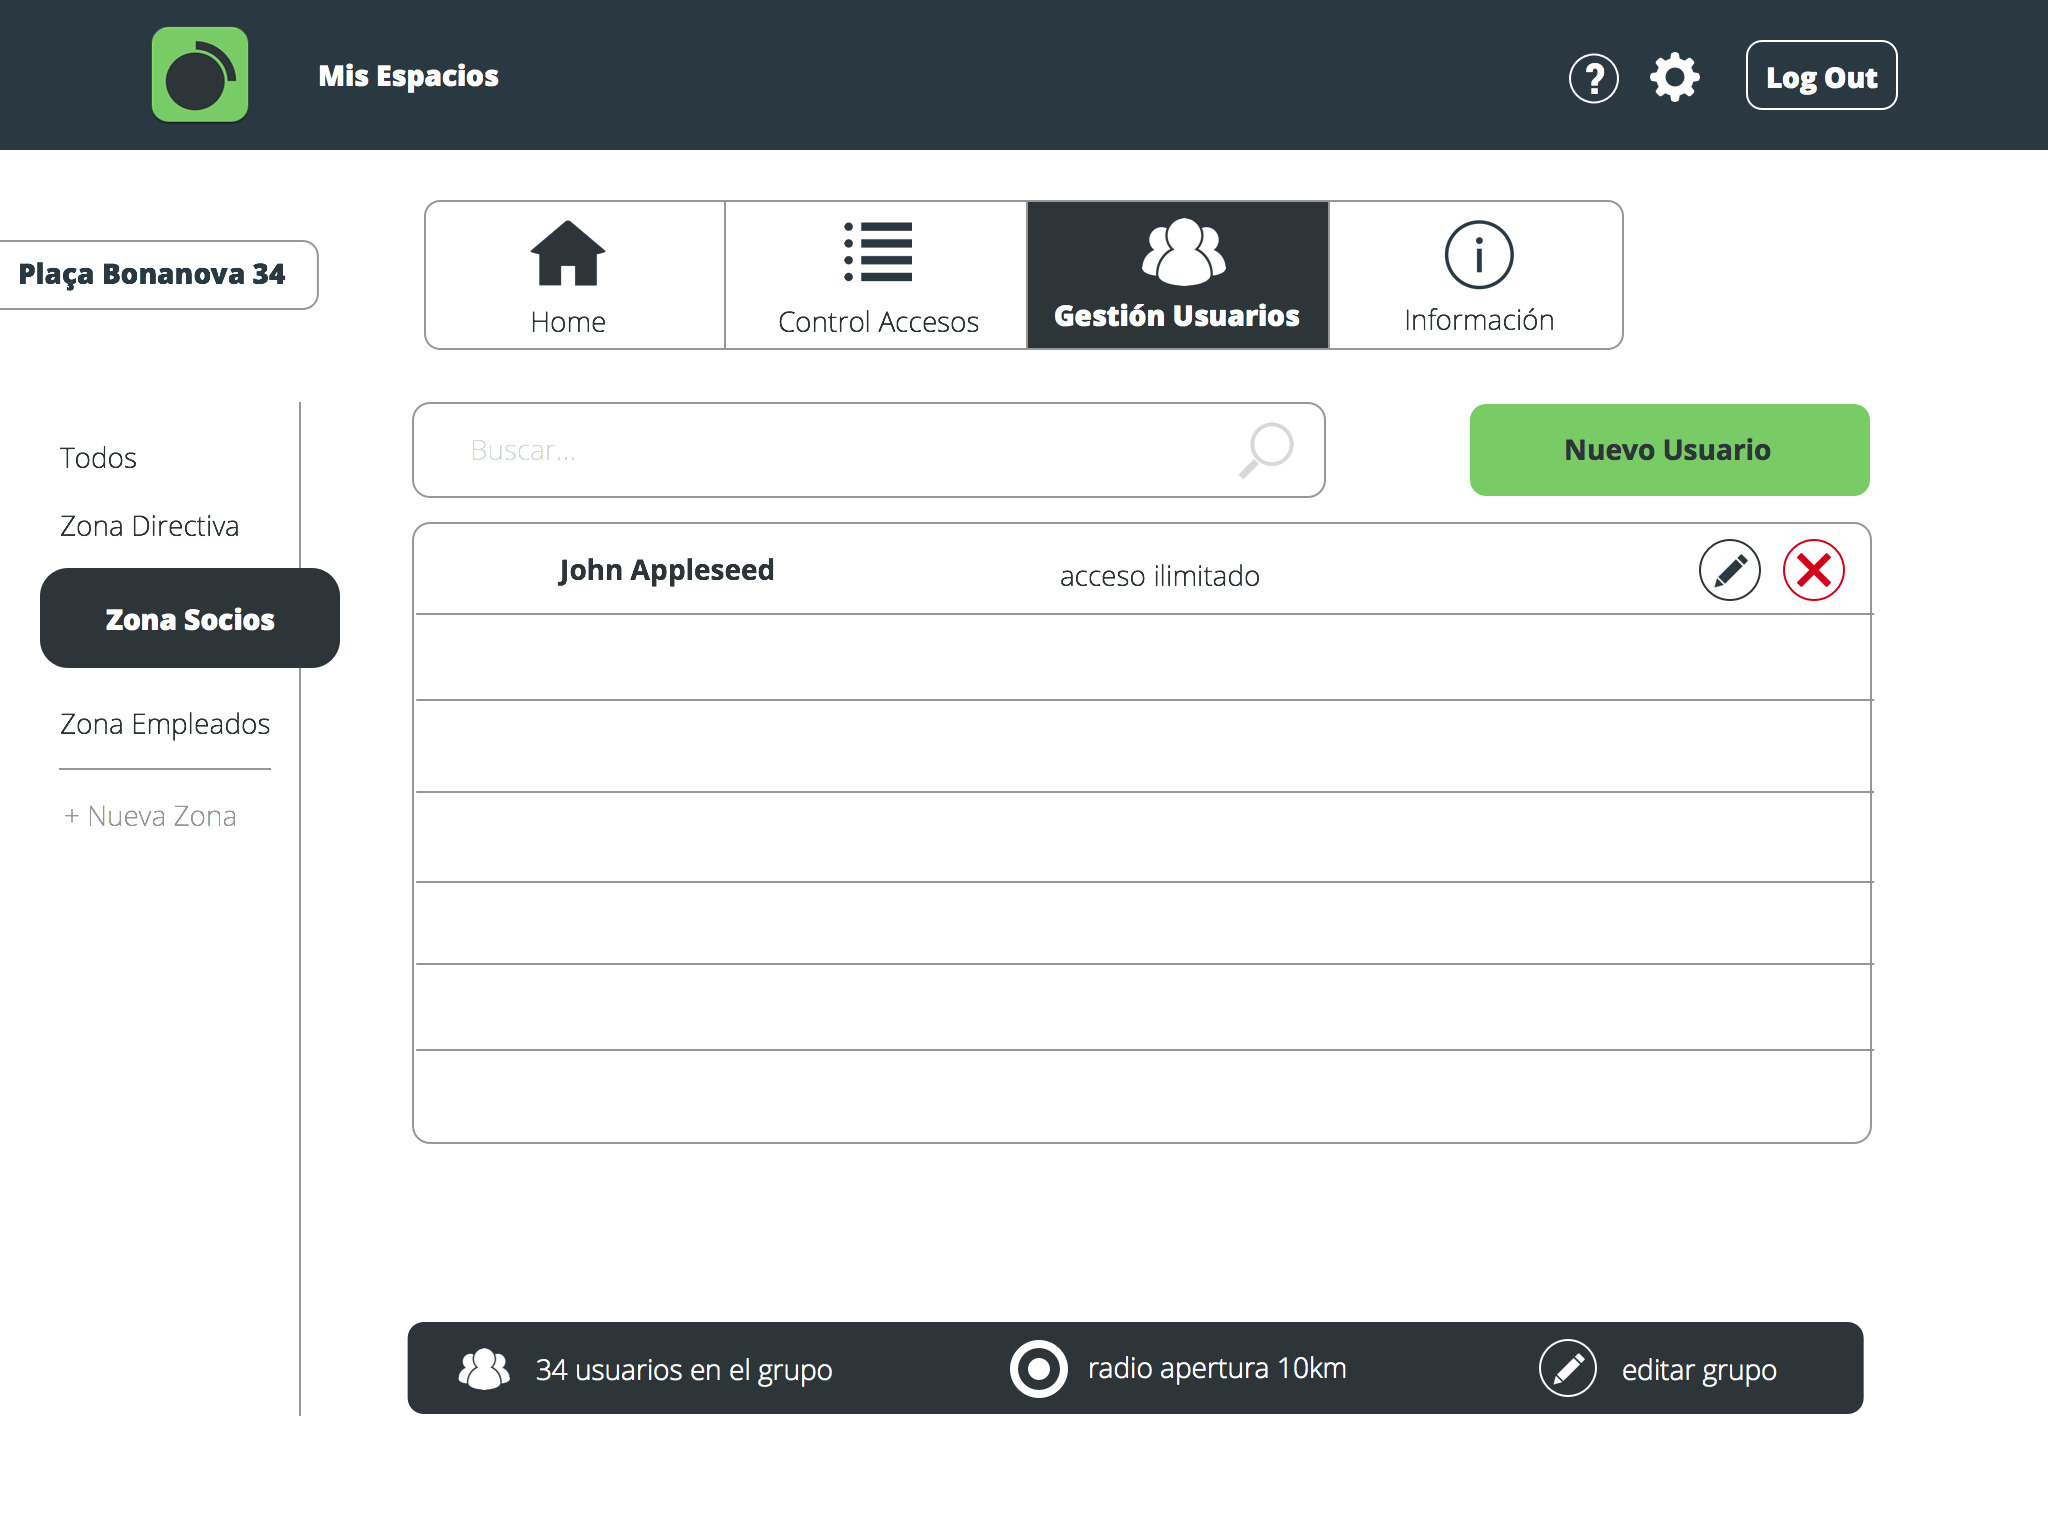 Mis Espacios
?
Log Out
Plaça Bonanova 34
Home
Control Accesos
Gestión Usuarios
i
Información
Todos
Zona Directiva
Zona Socios
Zona Empleados
+ Nueva Zona
Buscar...
Nuevo Usuario
John Appleseed
acceso ilimitado
34 usuarios en el grupo
radio apertura 10km
editar grupo